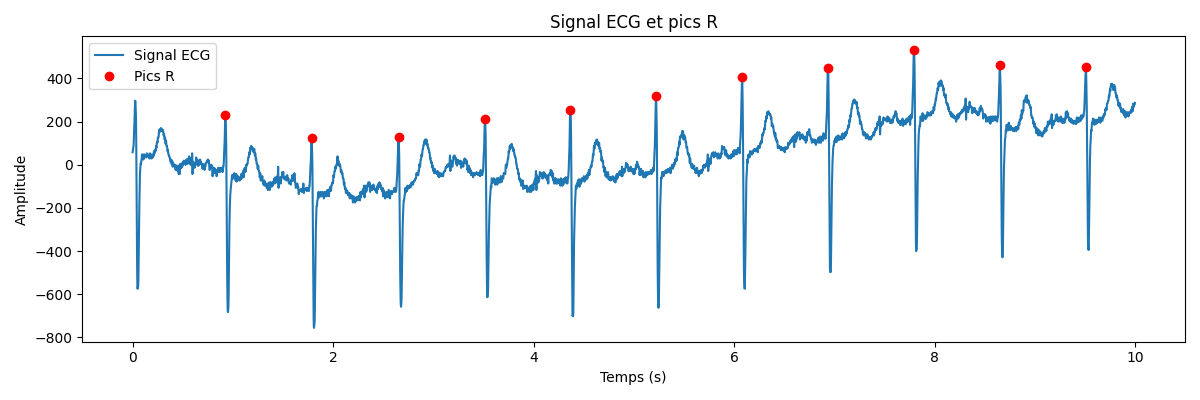 Signal ECG et pics R
Signal ECG
Pics R
Amplitude
400
200
0
−200
−400
−600
−800
0 2 4 6 8 10
Temps (s)